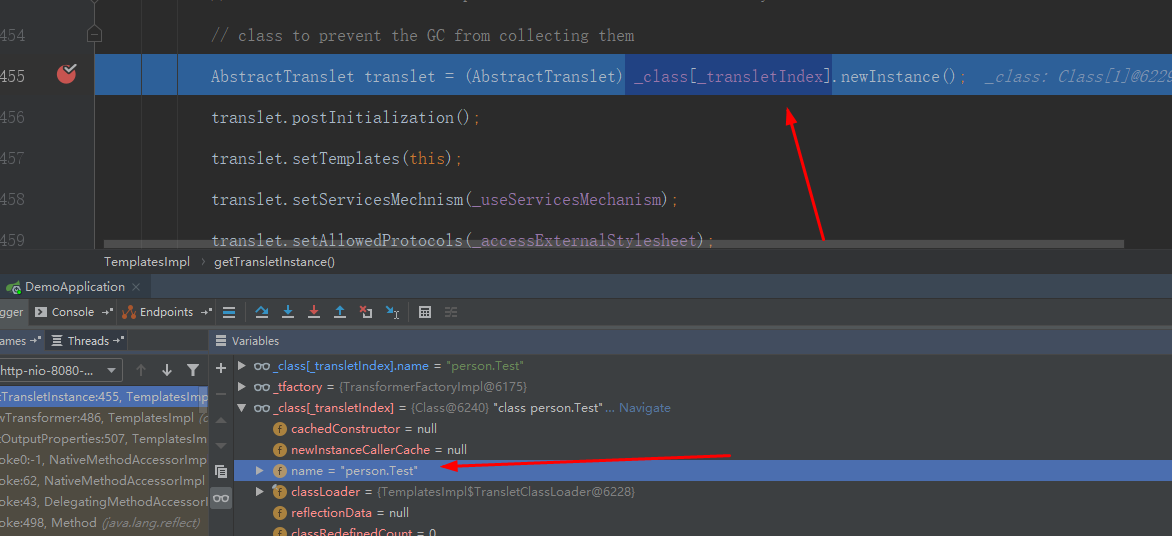 454
// class to prevent the GC from collecting them
455
AbstractTranslet translet = (AbstractTranslet) _class[_transletIndex].newInstance(); _class: Class[1]@6229
456
translet.postInitialization();
457
translet.setTemplates(this);
458
translet.setServicesMechnism(_useServicesMechanism);
459
translet.setAllowedProtocols(_accessExternalStylesheet);
TemplatesImpl › getTransletInstance()
DemoApplication ×
gger Console Endpoints
ames Threads Variables
http-nio-8080-...
_class[_transletIndex].name = "person.Test"
_tfactory = {TransformerFactoryImpl@6175}
tTransletInstance:455, TemplatesImpl
_class[_transletIndex] = {Class@6240} "class person.Test"... Navigate
wTransformer:486, TemplatesImpl (c
cachedConstructor = null
tOutputProperties:507, TemplatesIm
newInstanceCallerCache = null
oke0:-1, NativeMethodAccessorImpl
name = "person.Test"
oke:62, NativeMethodAccessorImpl
classLoader = {TemplatesImpl$TransletClassLoader@6228}
oke:43, DelegatingMethodAccessorI
reflectionData = null
oke:498, Method (java.lang.reflect)
classRedefinedCount = 0